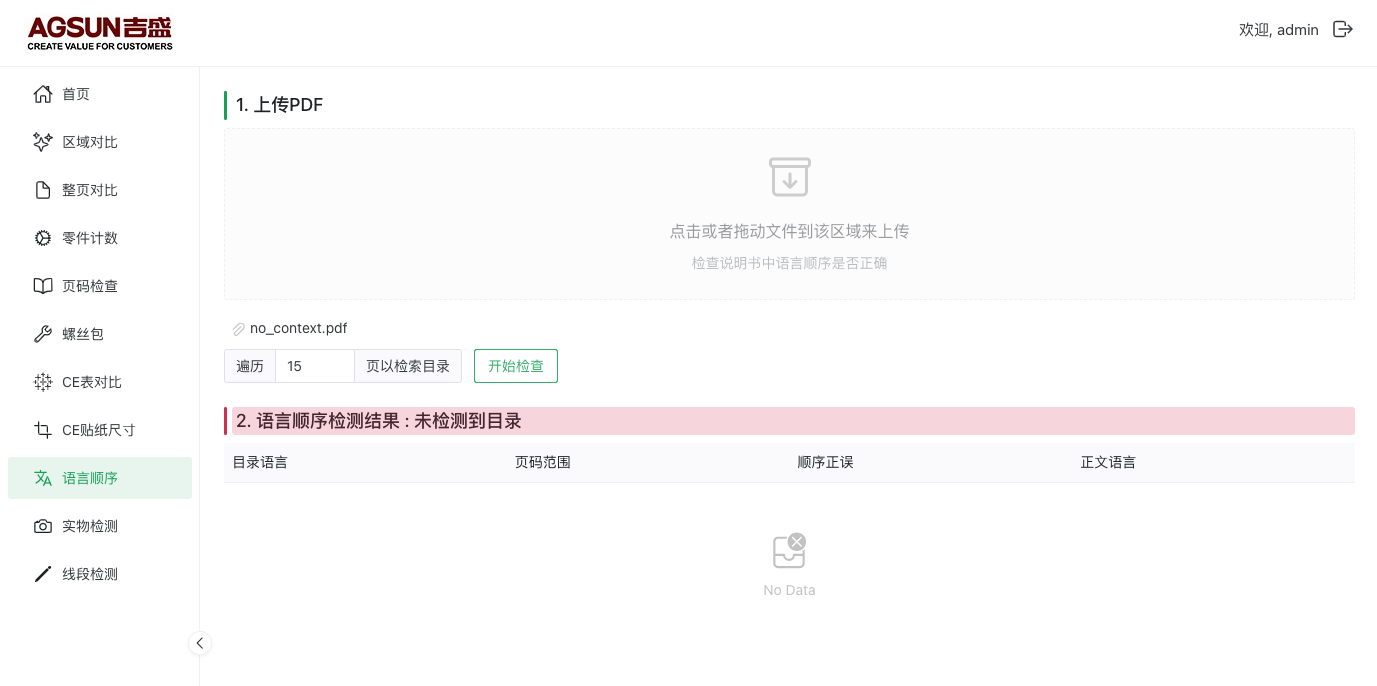 AGSUN吉盛
CREATE VALUE FOR CUSTOMERS
欢迎, admin
首页
区域对比
整页对比
零件计数
页码检查
螺丝包
CE表对比
CE贴纸尺寸
语言顺序
实物检测
线段检测
1. 上传PDF
点击或者拖动文件到该区域来上传
检查说明书中语言顺序是否正确
no_context.pdf
遍历 15 页以检索目录 开始检查
2. 语言顺序检测结果 : 未检测到目录
目录语言 页码范围 顺序正误 正文语言
No Data